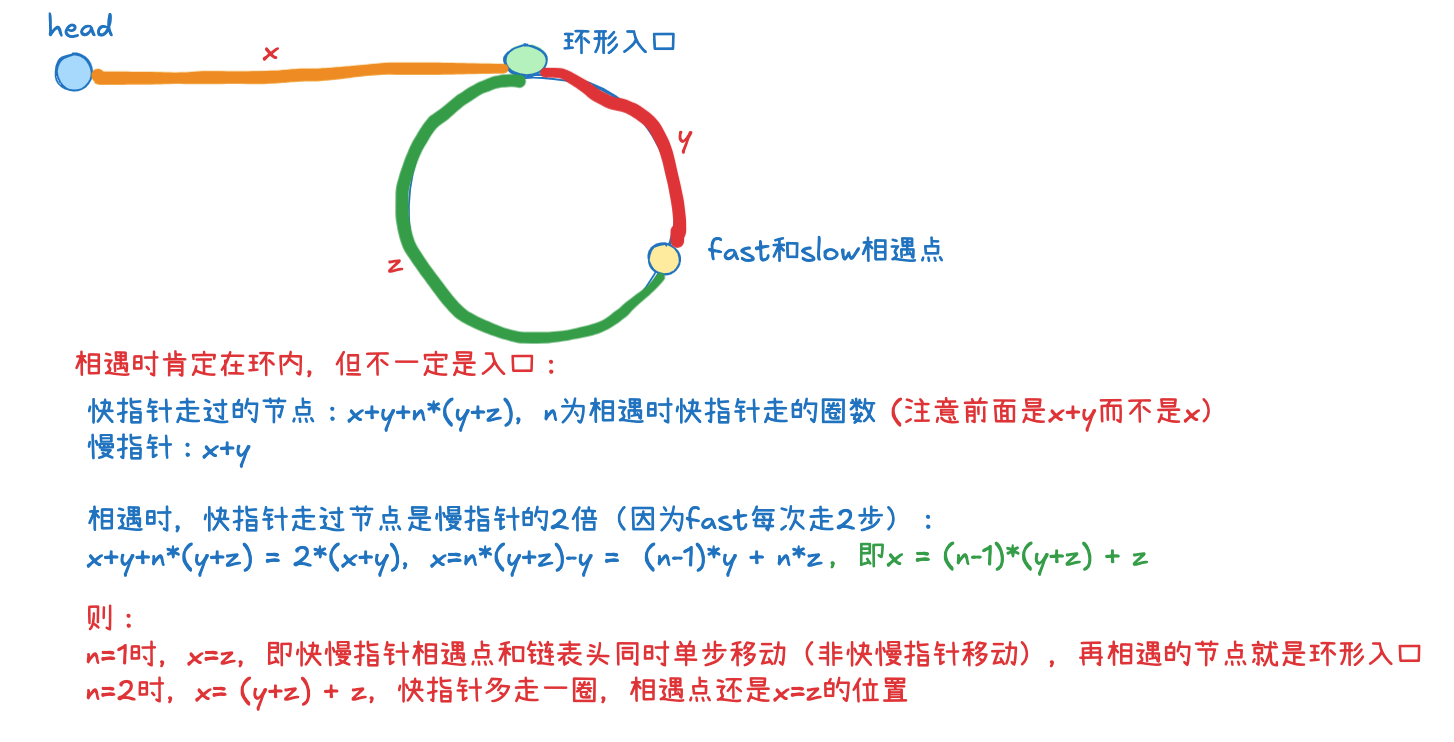 head
x
环形入口
y
fast和slow相遇点
z
相遇时肯定在环内，但不一定是入口：
快指针走过的节点：x+y+n*(y+z)，n为相遇时快指针走的圈数（注意前面是x+y而不是x）
慢指针：x+y
相遇时，快指针走过节点是慢指针的2倍（因为fast每次走2步）：
x+y+n*(y+z) = 2*(x+y)，x=n*(y+z)-y = (n-1)*y + n*z，即x = (n-1)*(y+z) + z
则：
n=1时，x=z，即快慢指针相遇点和链表头同时单步移动（非快慢指针移动），再相遇的节点就是环形入口
n=2时，x= (y+z) + z，快指针多走一圈，相遇点还是x=z的位置